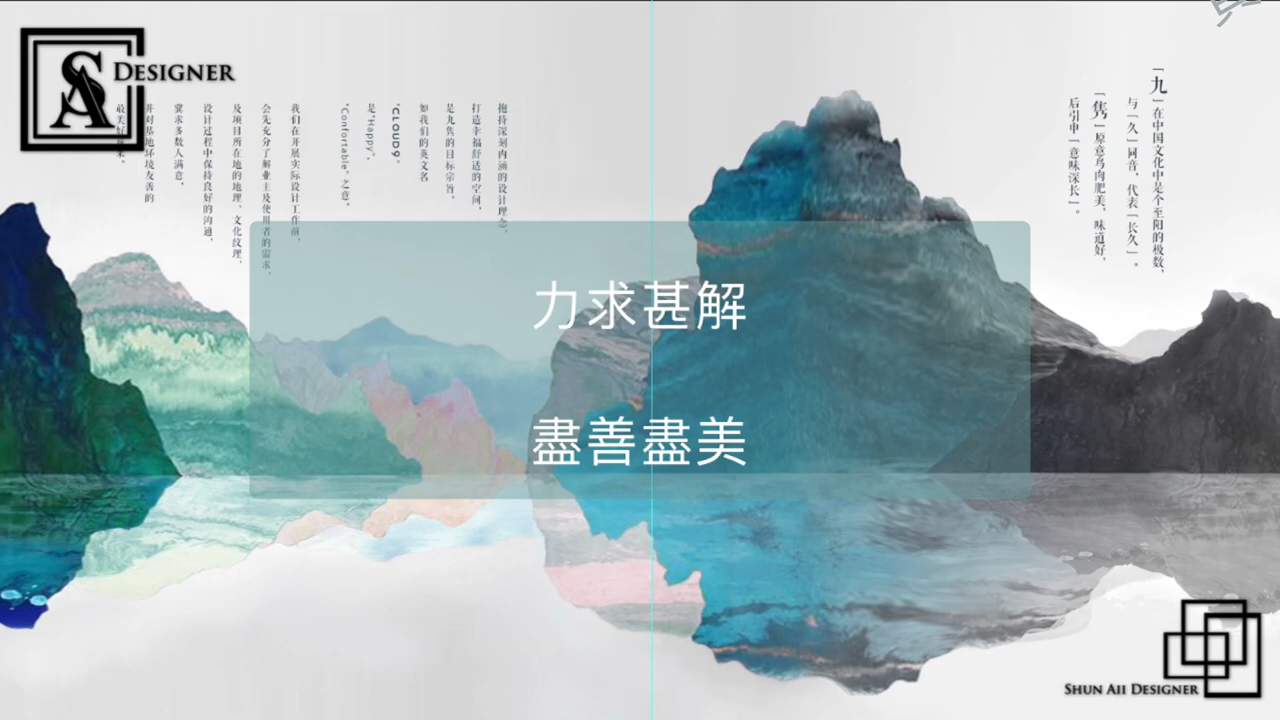 DESIGNER
SA
「九」在中国文化中是个至阳的极数、
与「久」同音，代表「长久」。
「隽」原意鸟肉肥美、味道好，
后引申「意味深长」。
抱持深刻内涵的设计理念，
打造幸福舒适的空间，
是九隽的目标宗旨。
如我们的英文名
"CLOUD9"
是"Happy"，
"Confortable" 之意。
我们在开展实际设计工作前，
会先充分了解业主及使用者的需求，
及项目所在地的地理、文化纹理，
设计过程中保持良好的沟通，
冀求多数人满意，
并对基地环境友善的
力求甚解
盡善盡美
SHUN AII DESIGNER